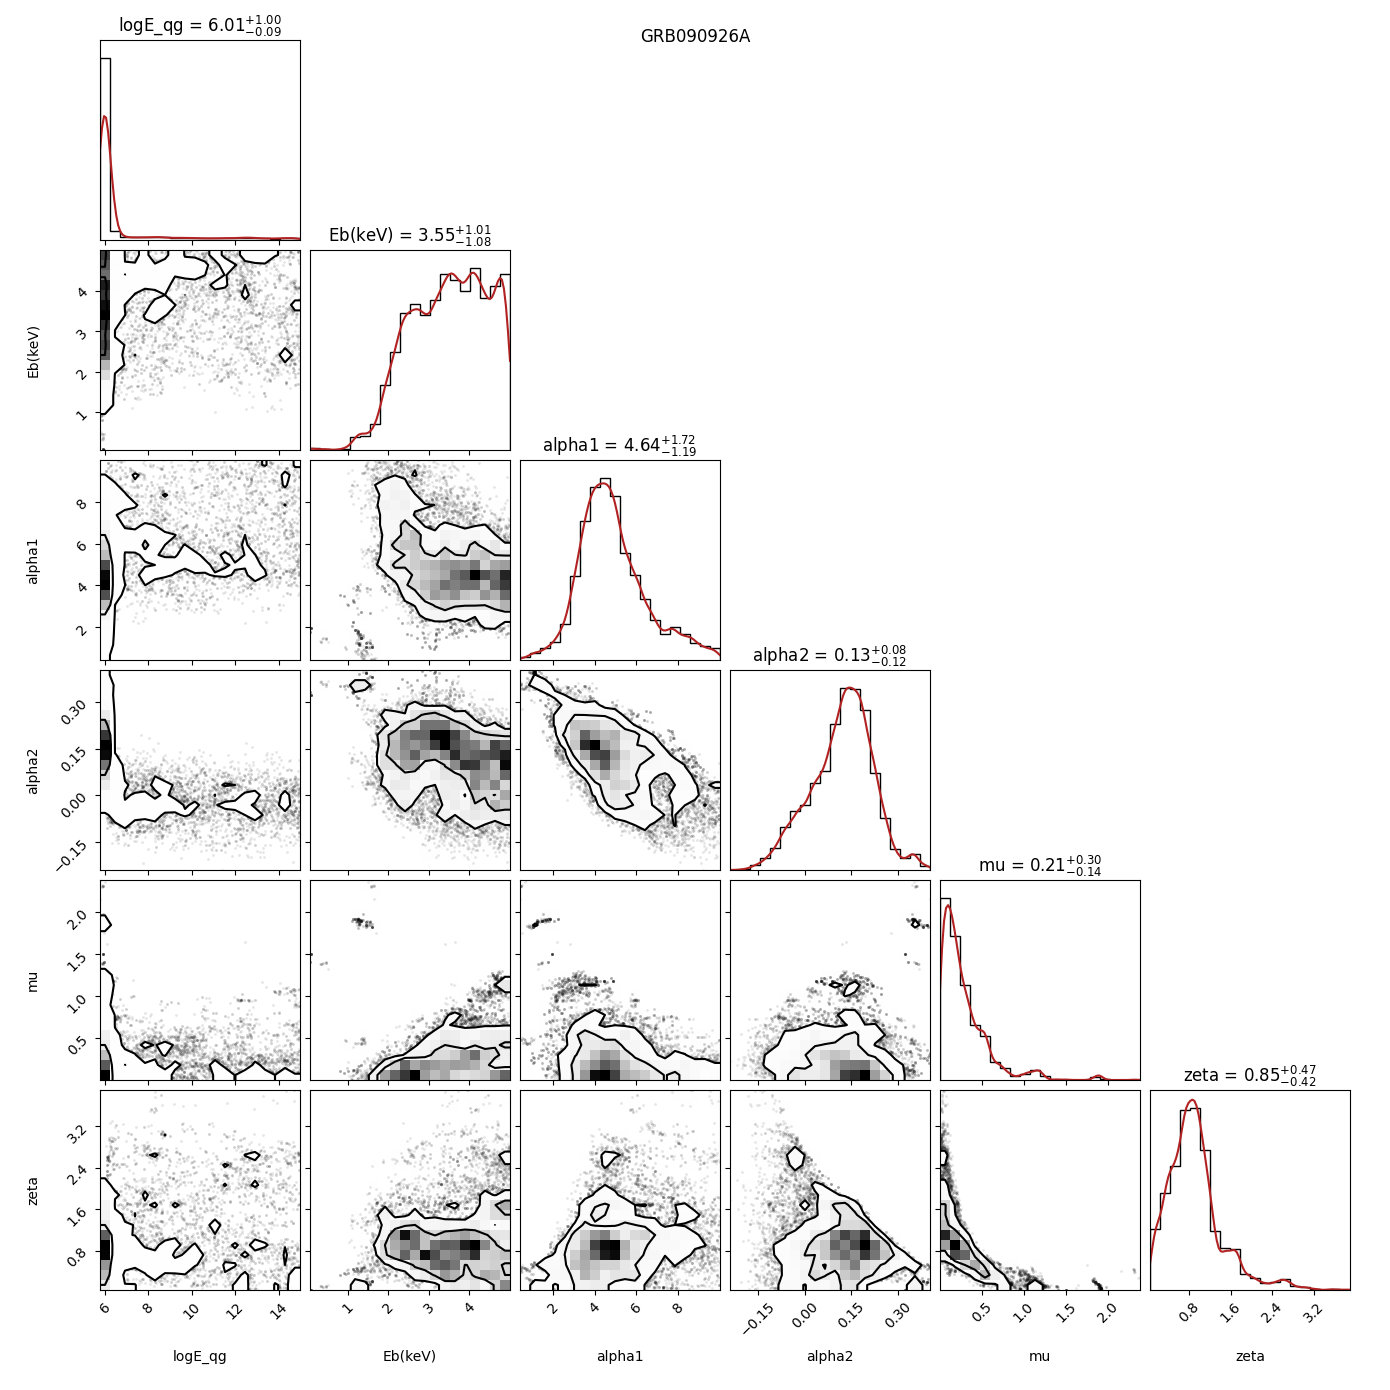 GRB090926A
logE_qg = 6.01+1.00 −0.09
Eb(keV) = 3.55+1.01 −1.08
Eb(keV)
4
3
2
1
alpha1 = 4.64+1.72 −1.19
alpha1
8
6
4
2
alpha2 = 0.13+0.08 −0.12
alpha2
0.30
0.15
0.00
−0.15
mu = 0.21+0.30 −0.14
mu
2.0
1.5
1.0
0.5
zeta = 0.85+0.47 −0.42
zeta
3.2
2.4
1.6
0.8
6 8 10 12 14
1 2 3 4
2 4 6 8
−0.15 0.00 0.15 0.30
0.5 1.0 1.5 2.0
0.8 1.6 2.4 3.2
logE_qg Eb(keV) alpha1 alpha2 mu zeta